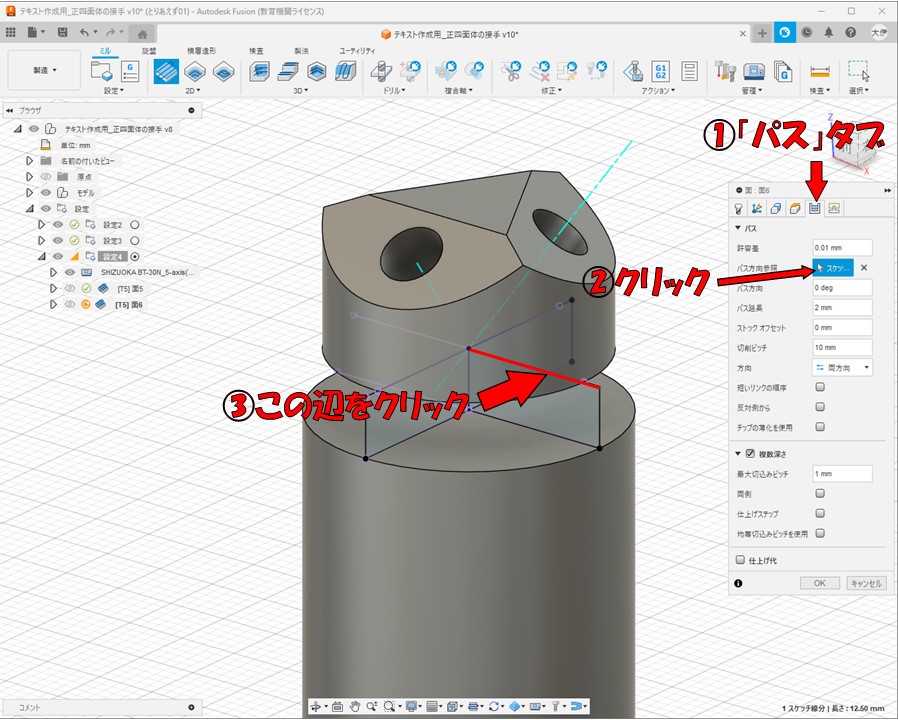 テキスト作成用_正四面体の接手 v10* (とりあえず01) - Autodesk Fusion (教育機関ライセンス)
テキスト作成用_正四面体の接手 v10*
大伊
ミル 旋盤 積層造形 検査 製法 ユーティリティ
製造
G1 G2
設定 2D 3D ドリル 複合軸 修正 アクション 管理 検査 選択
ブラウザ
テキスト作成用_正四面体の接手 v8
単位: mm
名前の付いたビュー
原点
モデル
設定
設定2
設定3
設定4
SHIZUOKA BT-30N_5-axis(...
[T5] 面5
[T5] 面6
Z
X
①「パス」タブ
②クリック
③この辺をクリック
面 : 面6
パス
許容差 0.01 mm
パス方向参照 スケッ...
パス方向 0 deg
パス延長 2 mm
ストック オフセット 0 mm
切削ピッチ 10 mm
方向 両方向
短いリンクの順序
反対側から
チップの薄化を使用
複数深さ
最大切込みピッチ 1 mm
両側
仕上げステップ
均等切込みピッチを使用
仕上げ代
OK キャンセル
コメント
1 スケッチ線分 | 長さ : 12.50 mm